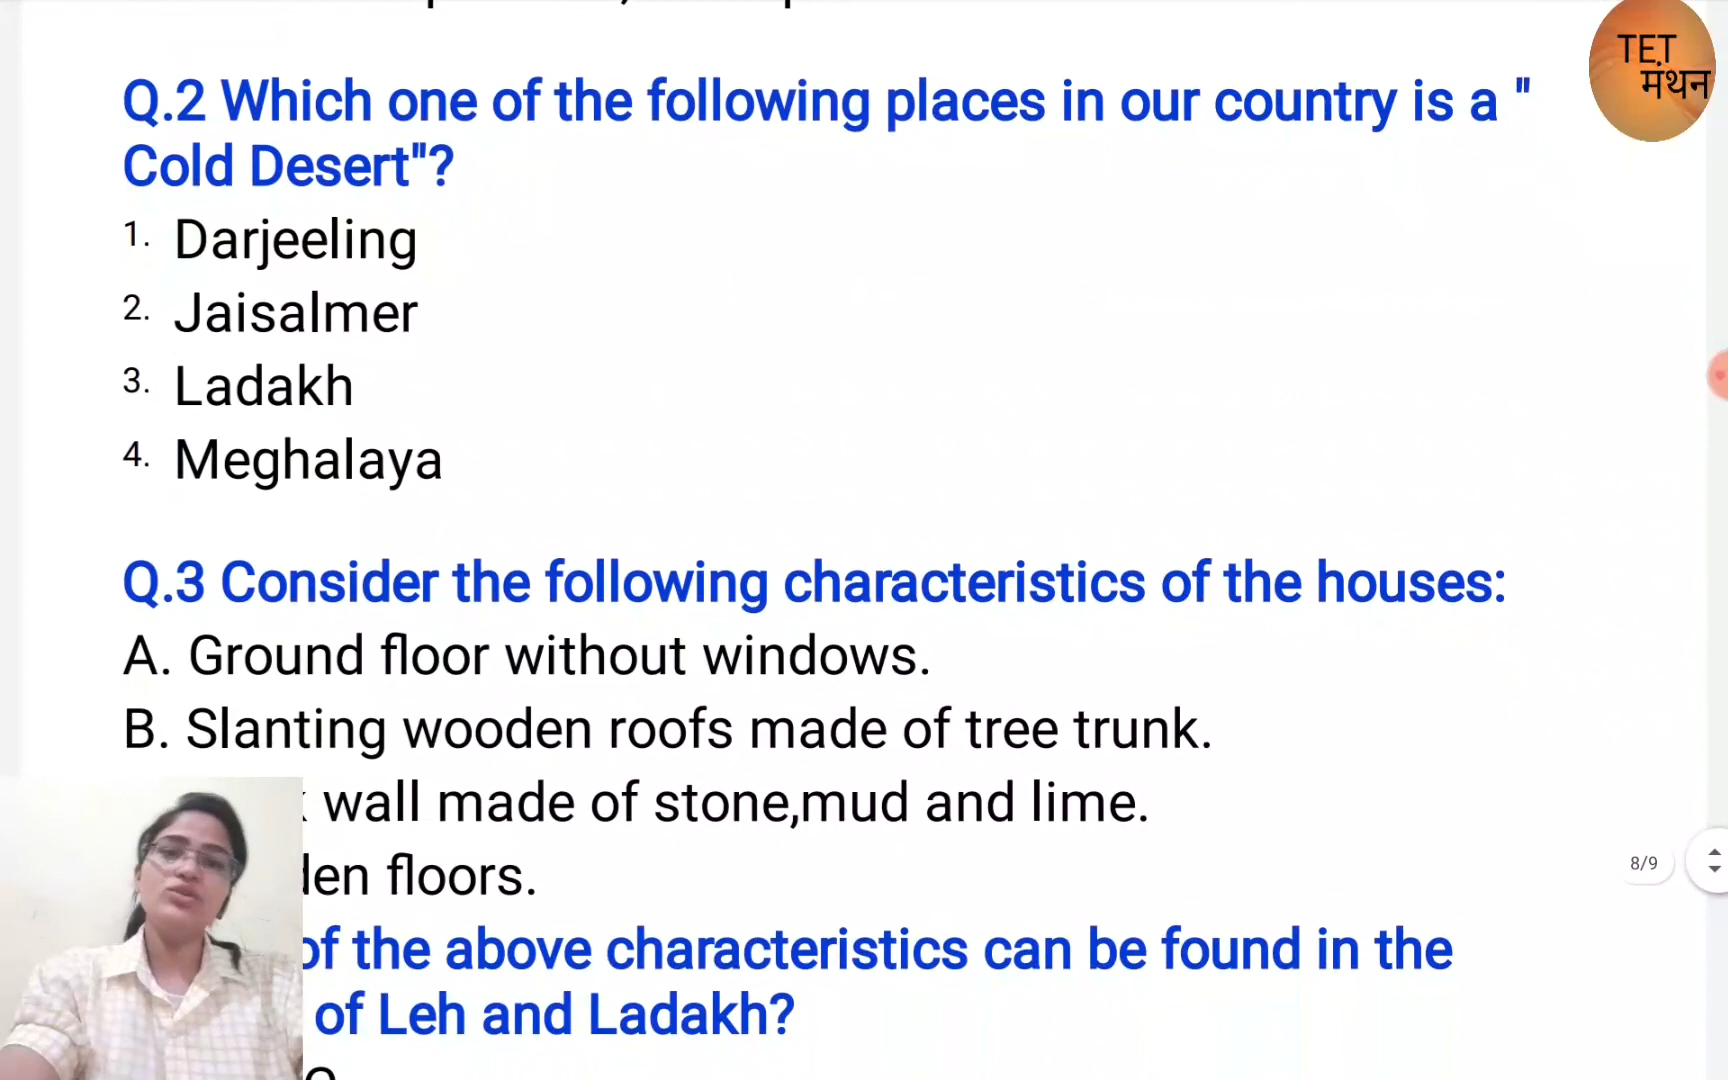 Q.2 Which one of the following places in our country is a "
Cold Desert"?
1. Darjeeling
2. Jaisalmer
3. Ladakh
4. Meghalaya
Q.3 Consider the following characteristics of the houses:
A. Ground floor without windows.
B. Slanting wooden roofs made of tree trunk.
wall made of stone,mud and lime.
floors.
of the above characteristics can be found in the
of Leh and Ladakh?
TET
मंथन
8/9